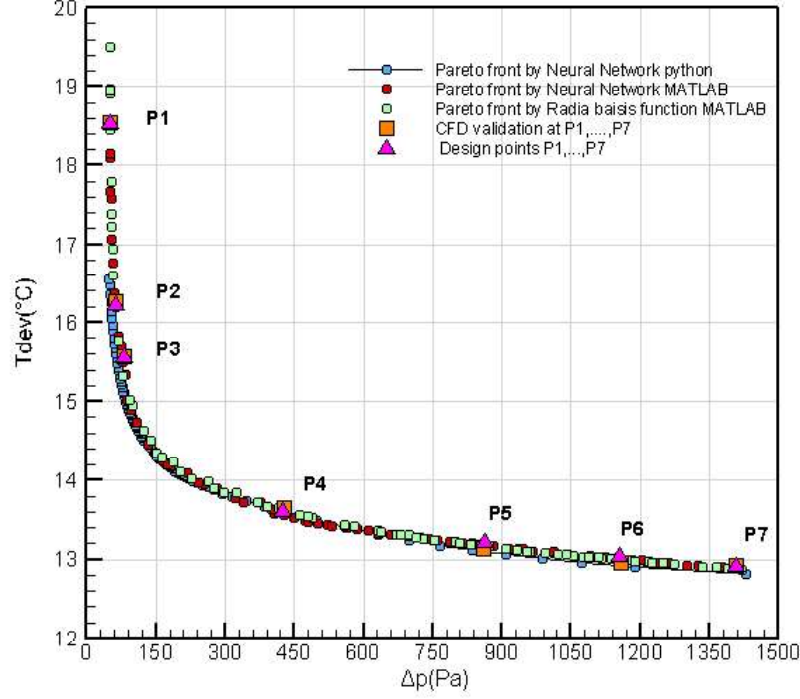 20
19
18
17
16
15
14
13
12
Tdev(°C)
Pareto front by Neural Network python
Pareto front by Neural Network MATLAB
Pareto front by Radia baisis function MATLAB
CFD validation at P1,....,P7
Design points P1,...,P7
P1
P2
P3
P4
P5
P6
P7
0 150 300 450 600 750 900 1050 1200 1350 1500
Δp(Pa)